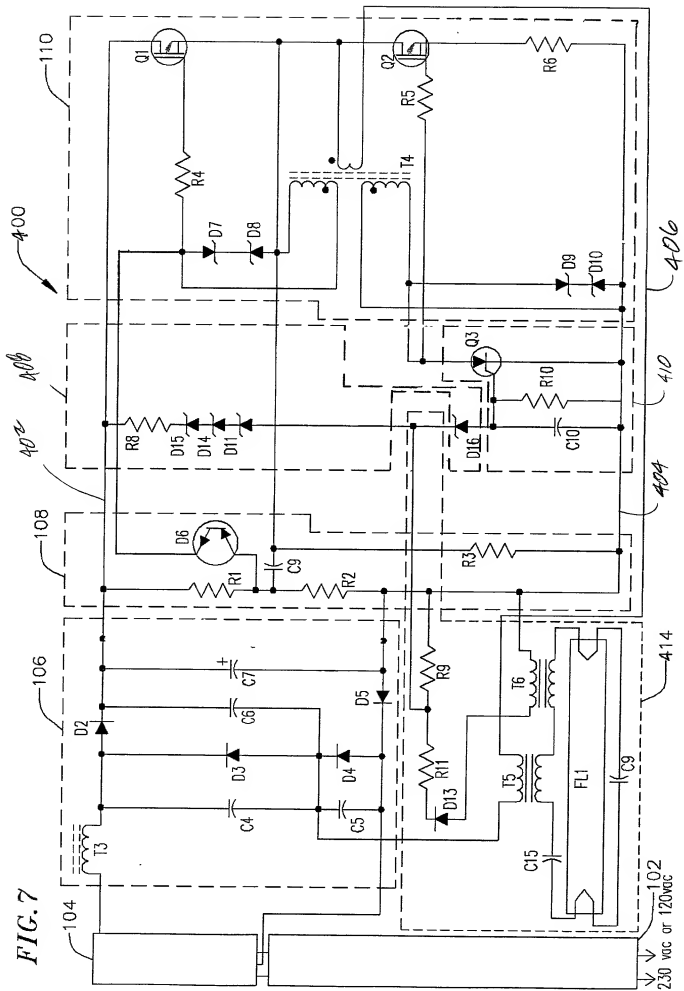 FIG. 7
400
110
Q1
R4
D7
D8
T4
R5
Q2
R6
D9
D10
406
408
402
R8
D15
D14
D11
Q3
D16
R10
C10
410
404
108
D6
R1
C9
R2
R3
106
D2
C7
C6
D5
D3
D4
C4
C5
T3
R9
R11
D13
T6
T5
414
FL1
C9
C15
104
102
230 vac or 120vac